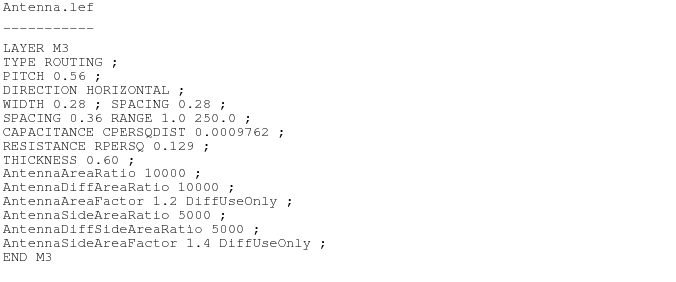 Antenna.lef
-----------
LAYER M3
TYPE ROUTING ;
PITCH 0.56 ;
DIRECTION HORIZONTAL ;
WIDTH 0.28 ; SPACING 0.28 ;
SPACING 0.36 RANGE 1.0 250.0 ;
CAPACITANCE CPERSQDIST 0.0009762 ;
RESISTANCE RPERSQ 0.129 ;
THICKNESS 0.60 ;
AntennaAreaRatio 10000 ;
AntennaDiffAreaRatio 10000 ;
AntennaAreaFactor 1.2 DiffUseOnly ;
AntennaSideAreaRatio 5000 ;
AntennaDiffSideAreaRatio 5000 ;
AntennaSideAreaFactor 1.4 DiffUseOnly ;
END M3